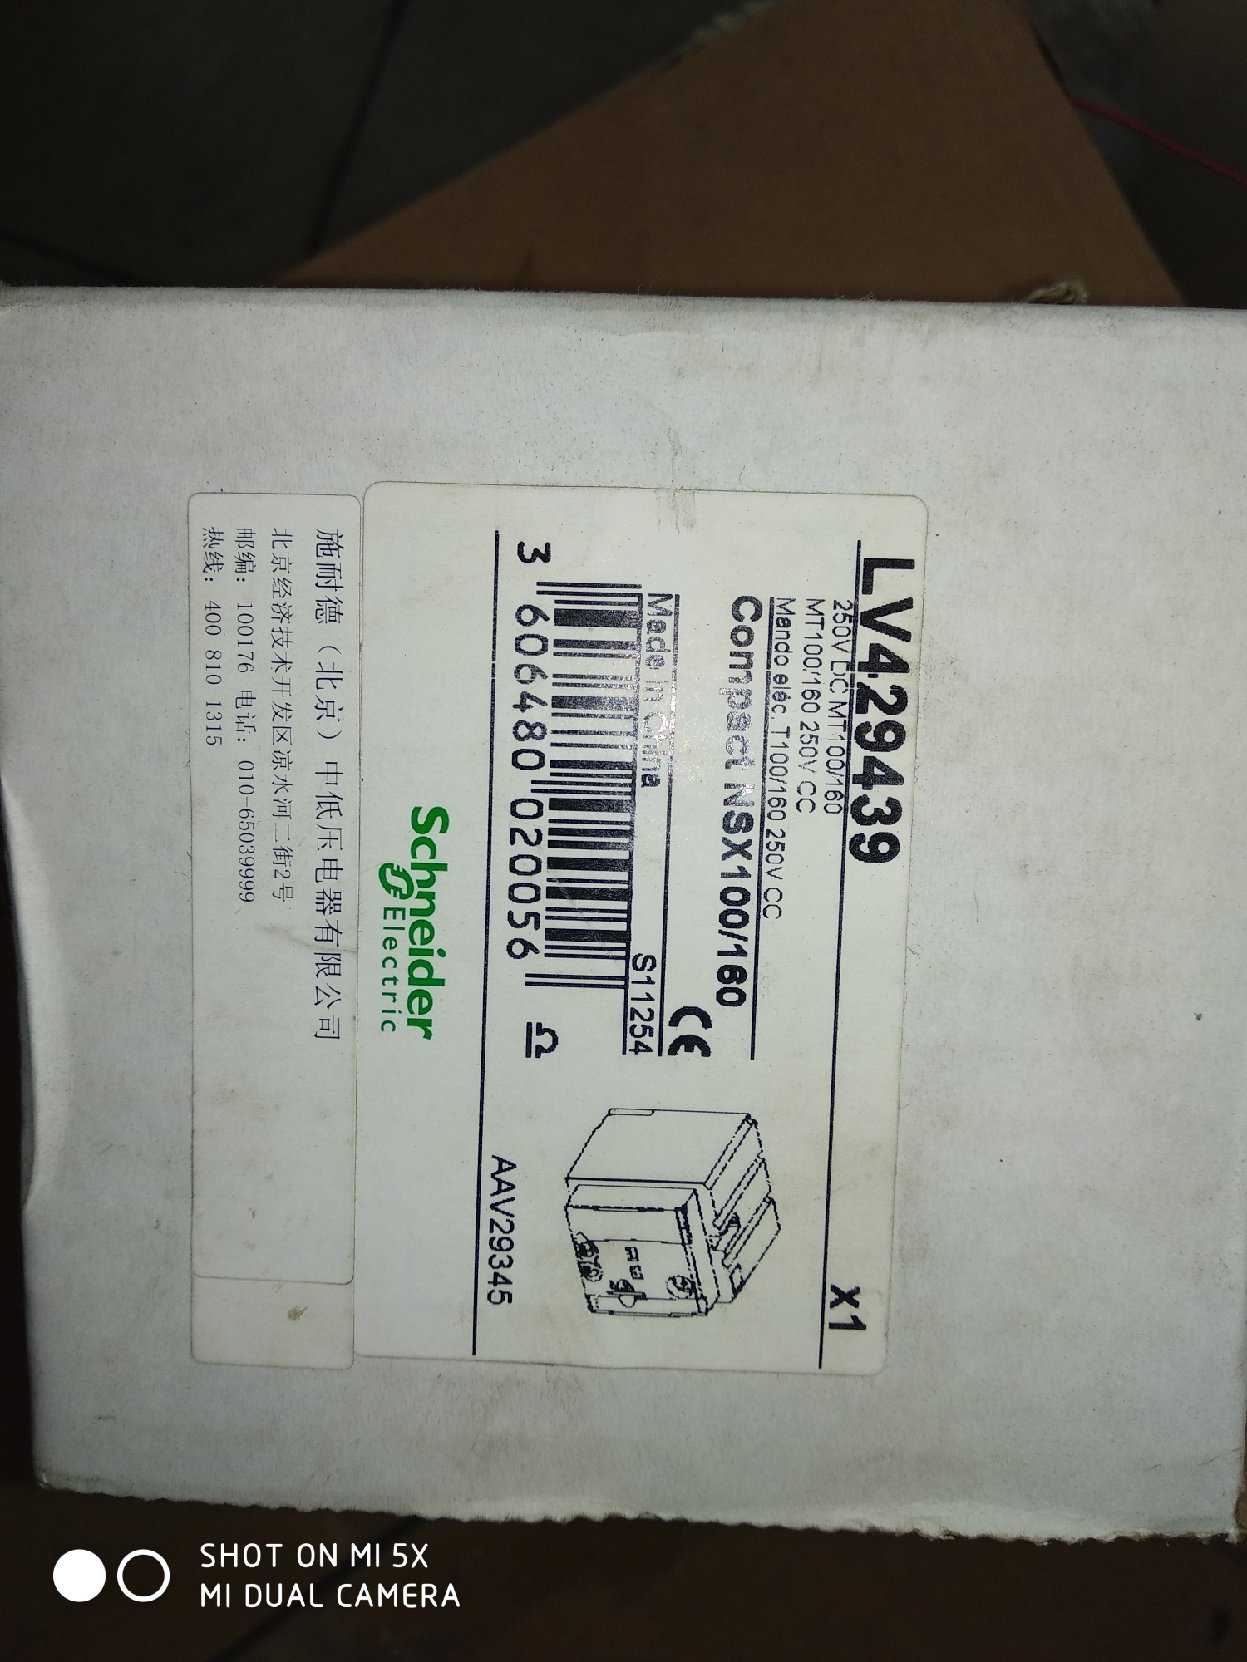 LV429439
X1
250V DC MT100/160
MT100/160 250V CC
Mando eléc. T100/160 250V CC
Compact NSX100/160
CE
Made in China
S11254
3 606480 020056
AAV29345
Schneider
Electric
施耐德（北京）中低压电器有限公司
北京经济技术开发区凉水河二街2号
邮编：100176 电话：010-65039999
热线：400 810 1315
SHOT ON MI 5X
MI DUAL CAMERA